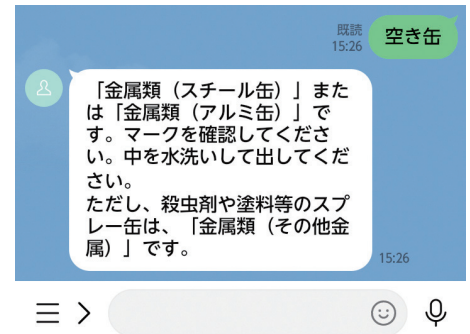 既読
15:26
空き缶
「金属類（スチール缶）」また
は「金属類（アルミ缶）」で
す。マークを確認してくださ
い。中を水洗いして出してくだ
さい。
ただし、殺虫剤や塗料等のスプ
レー缶は、「金属類（その他金
属）」です。
15:26